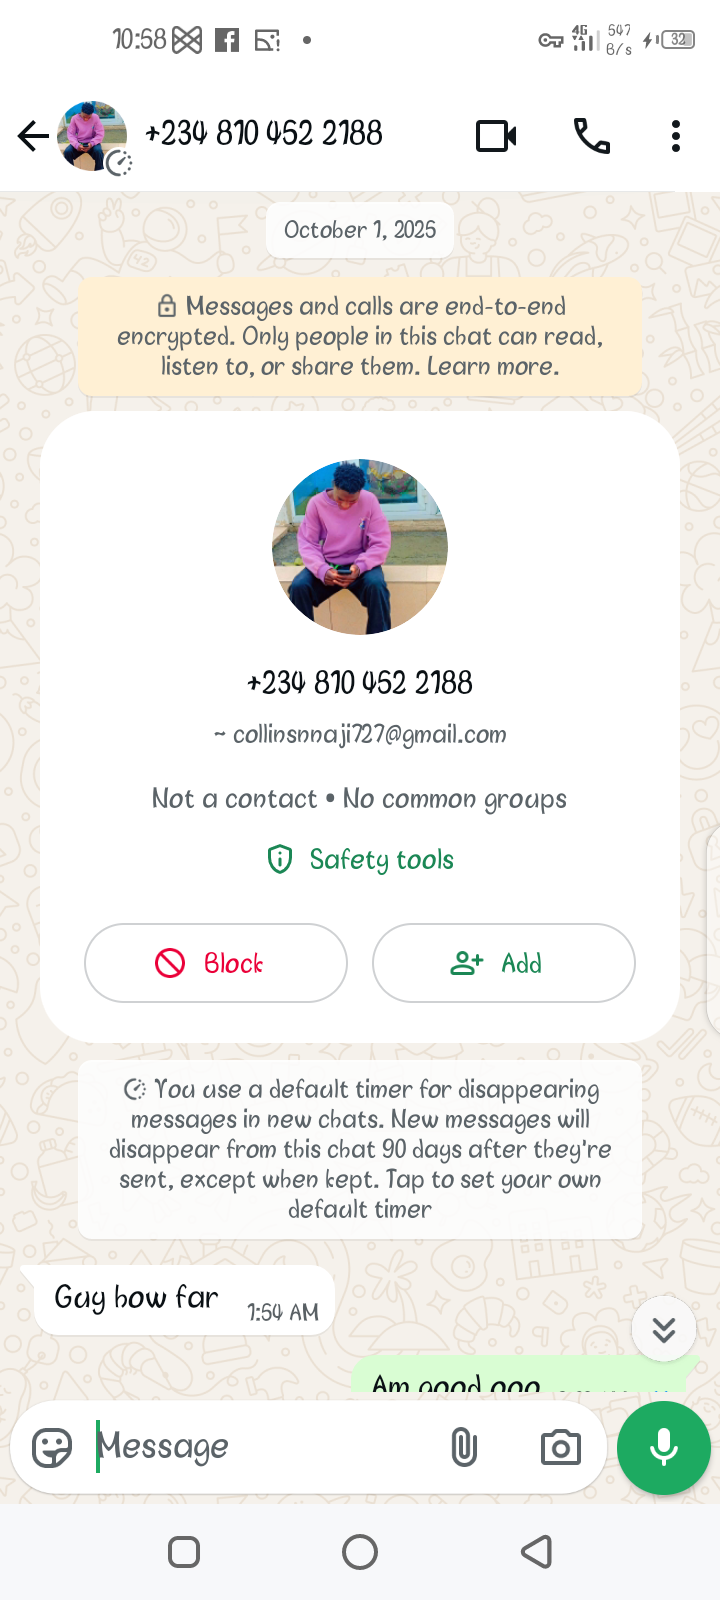 10:58
4G 547 B/s 32
+234 810 452 2188
October 1, 2025
Messages and calls are end-to-end
encrypted. Only people in this chat can read,
listen to, or share them. Learn more.
+234 810 452 2188
~ collinsnnaji727@gmail.com
Not a contact • No common groups
Safety tools
Block
Add
You use a default timer for disappearing
messages in new chats. New messages will
disappear from this chat 90 days after they're
sent, except when kept. Tap to set your own
default timer
Guy how far 1:54 AM
Am good ooo
Message